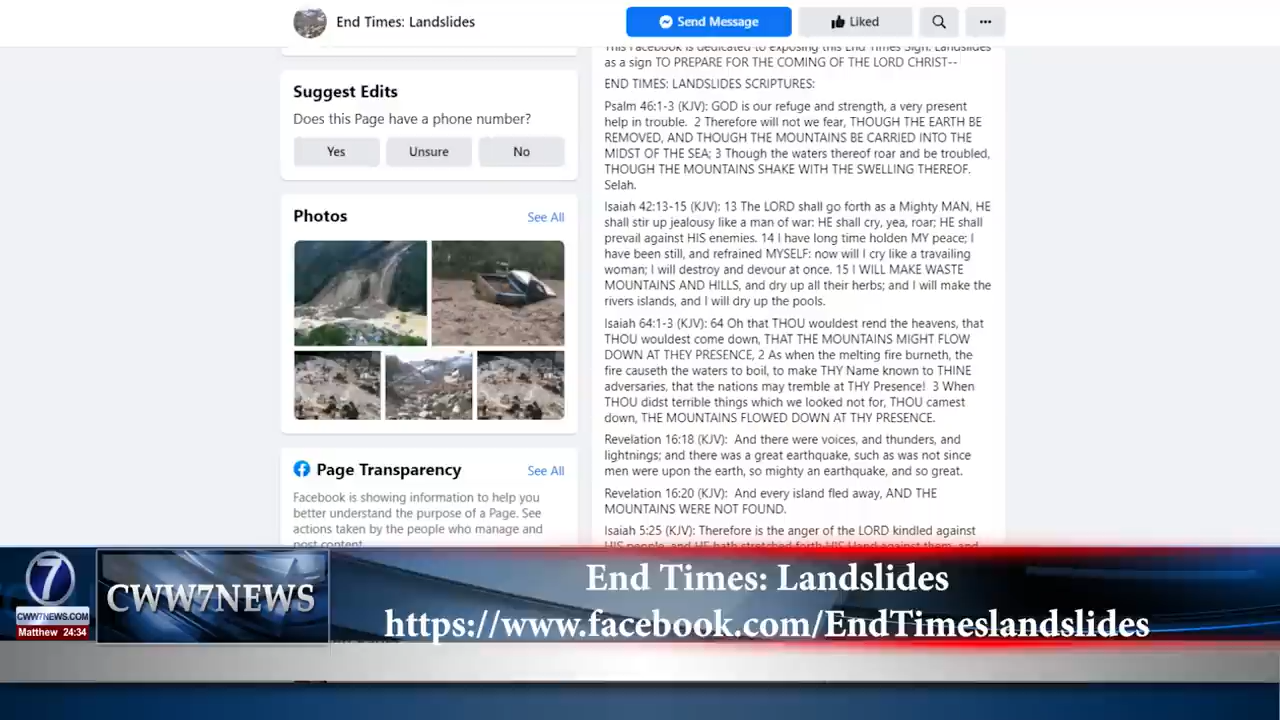 End Times: Landslides
Send Message
Liked
Suggest Edits
Does this Page have a phone number?
Yes
Unsure
No
Photos
See All
Page Transparency
See All
Facebook is showing information to help you
better understand the purpose of a Page. See
actions taken by the people who manage and
post content.
This Facebook is dedicated to exposing this End Times Sign: Landslides
as a sign TO PREPARE FOR THE COMING OF THE LORD CHRIST--
END TIMES: LANDSLIDES SCRIPTURES:
Psalm 46:1-3 (KJV): GOD is our refuge and strength, a very present
help in trouble. 2 Therefore will not we fear, THOUGH THE EARTH BE
REMOVED, AND THOUGH THE MOUNTAINS BE CARRIED INTO THE
MIDST OF THE SEA; 3 Though the waters thereof roar and be troubled,
THOUGH THE MOUNTAINS SHAKE WITH THE SWELLING THEREOF.
Selah.
Isaiah 42:13-15 (KJV): 13 The LORD shall go forth as a Mighty MAN, HE
shall stir up jealousy like a man of war: HE shall cry, yea, roar; HE shall
prevail against HIS enemies. 14 I have long time holden MY peace; I
have been still, and refrained MYSELF: now will I cry like a travailing
woman; I will destroy and devour at once. 15 I WILL MAKE WASTE
MOUNTAINS AND HILLS, and dry up all their herbs; and I will make the
rivers islands, and I will dry up the pools.
Isaiah 64:1-3 (KJV): 64 Oh that THOU wouldest rend the heavens, that
THOU wouldest come down, THAT THE MOUNTAINS MIGHT FLOW
DOWN AT THEY PRESENCE, 2 As when the melting fire burneth, the
fire causeth the waters to boil, to make THY Name known to THINE
adversaries, that the nations may tremble at THY Presence! 3 When
THOU didst terrible things which we looked not for, THOU camest
down, THE MOUNTAINS FLOWED DOWN AT THY PRESENCE.
Revelation 16:18 (KJV): And there were voices, and thunders, and
lightnings; and there was a great earthquake, such as was not since
men were upon the earth, so mighty an earthquake, and so great.
Revelation 16:20 (KJV): And every island fled away, AND THE
MOUNTAINS WERE NOT FOUND.
Isaiah 5:25 (KJV): Therefore is the anger of the LORD kindled against
HIS people, and HE hath stretched forth HIS Hand against them, and
7
CWW7NEWS.COM
Matthew 24:34
CWW7NEWS
End Times: Landslides
https://www.facebook.com/EndTimeslandslides